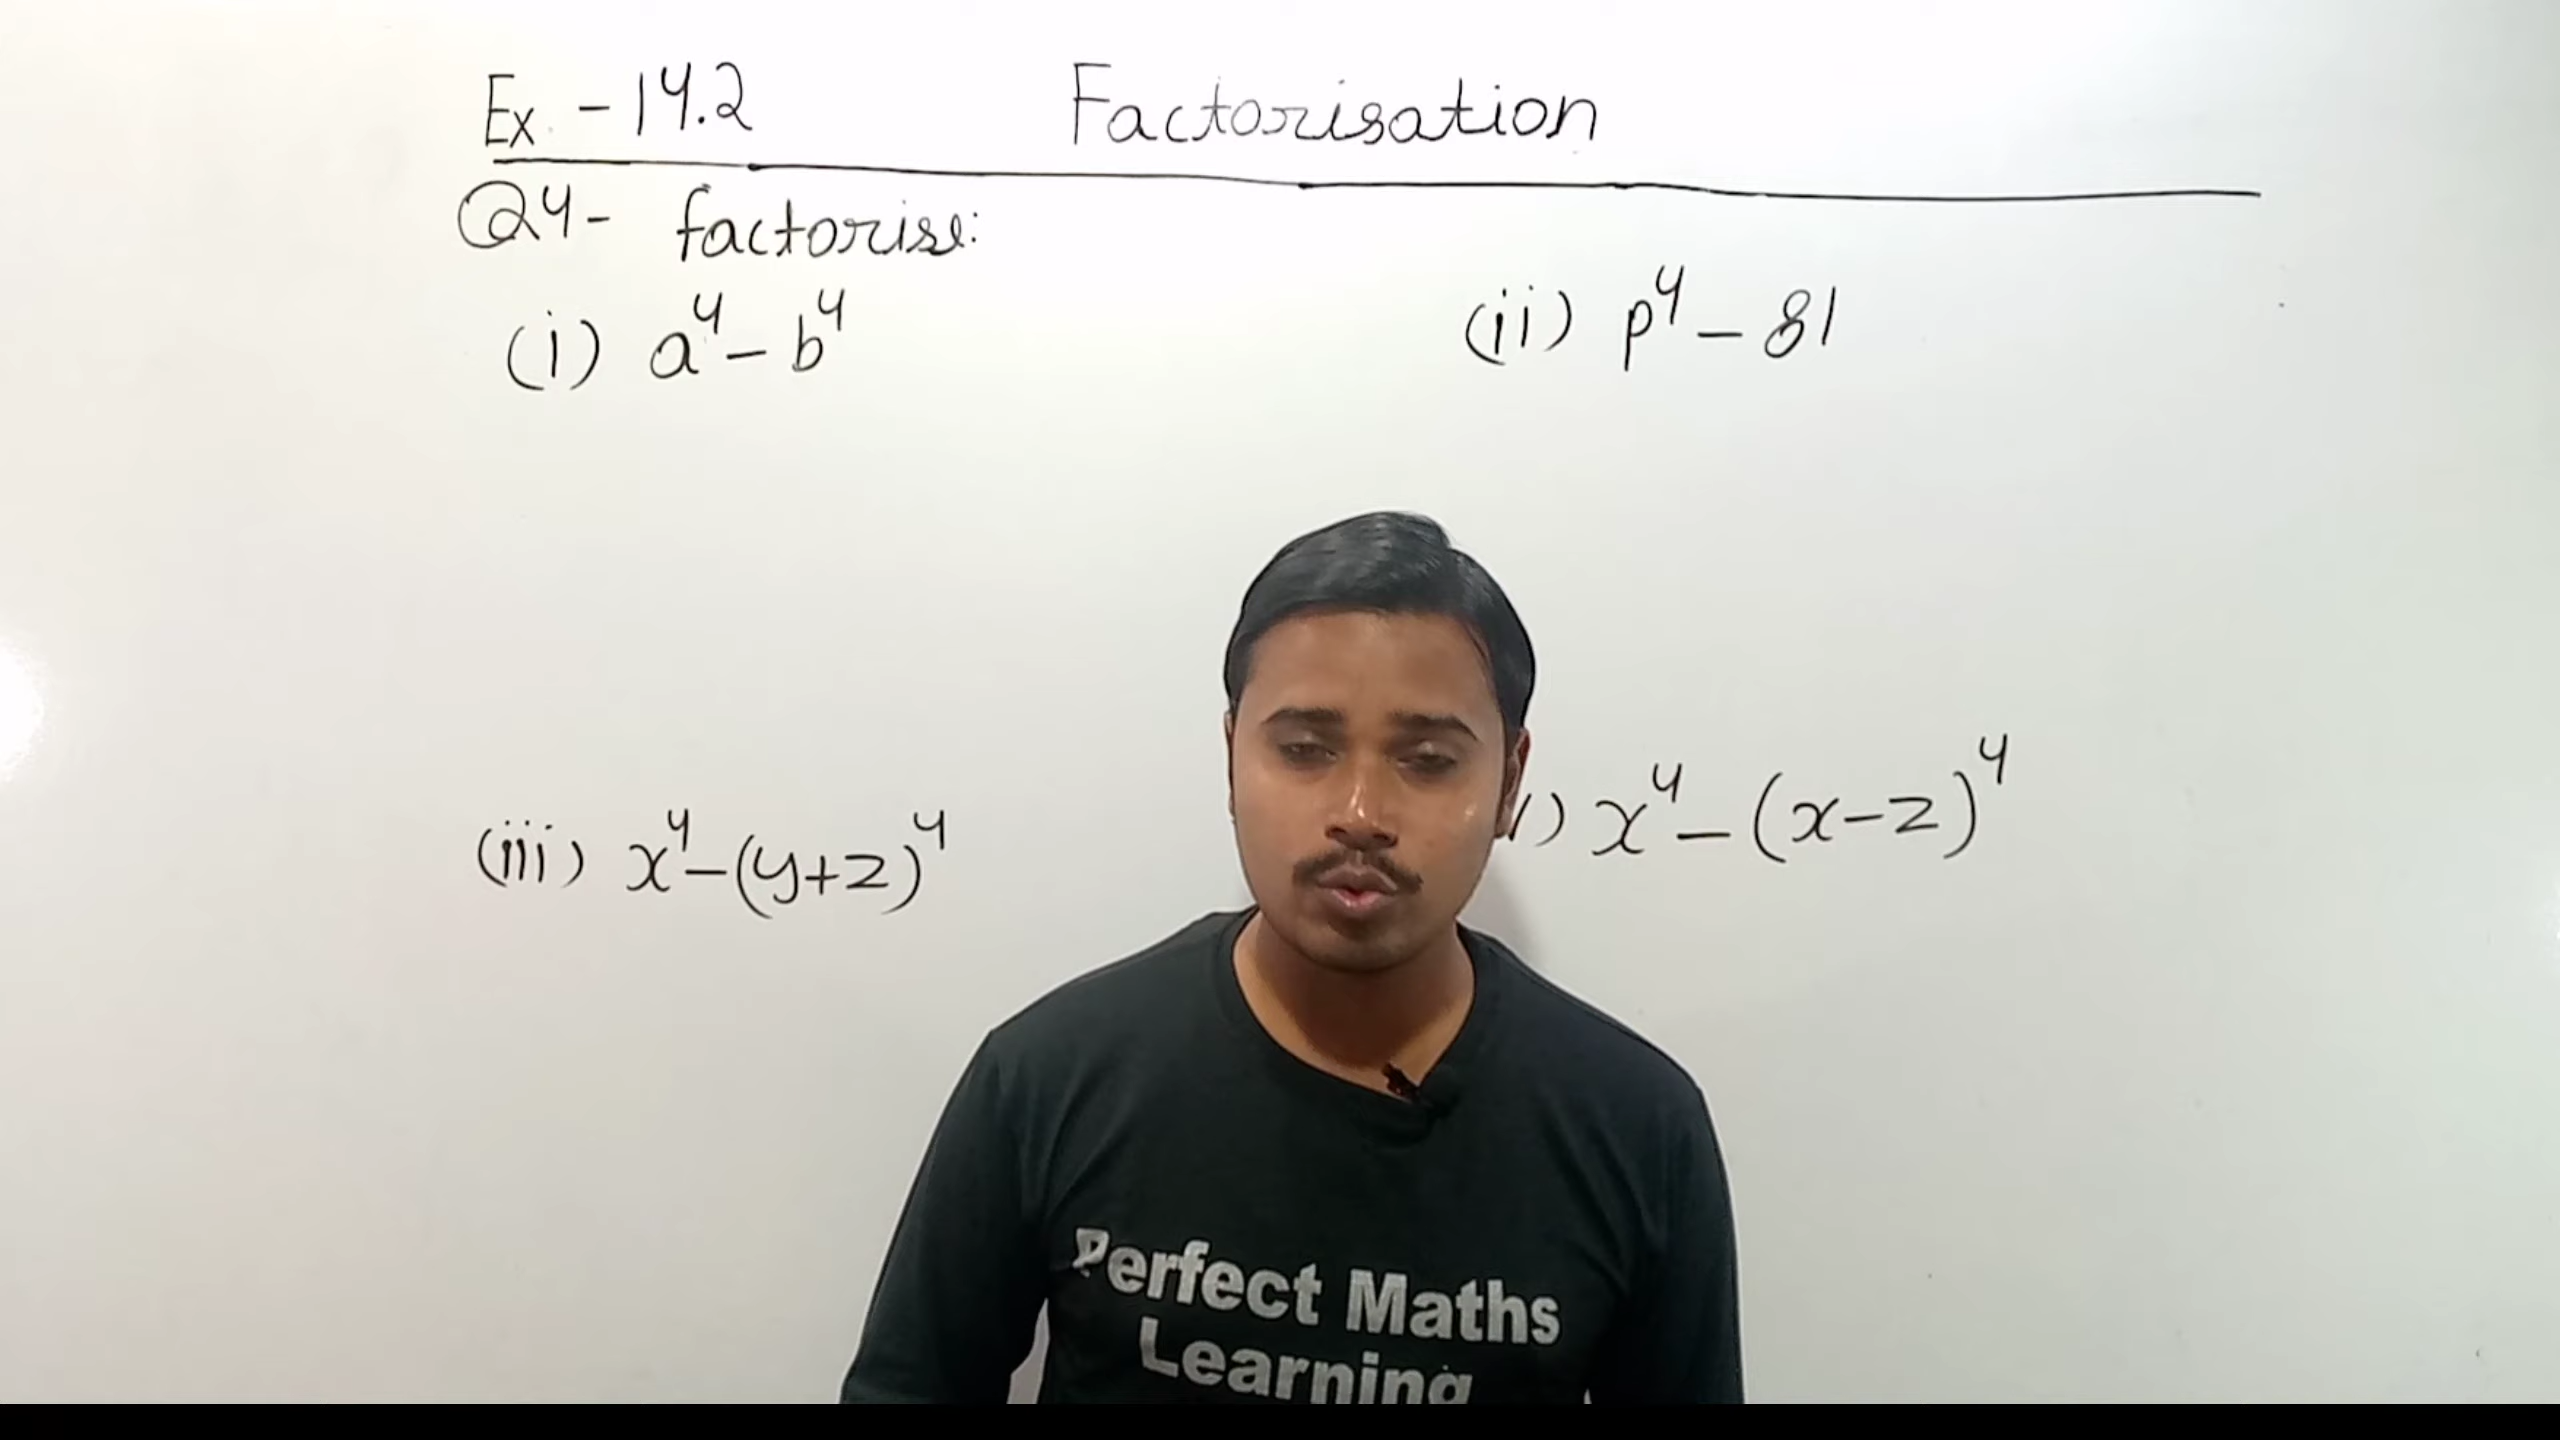 Ex. - 14.2 Factorisation
Q4- factorise:
(i) a⁴ - b⁴ (ii) p⁴ - 81
(iii) x⁴ - (y+z)⁴ ) x⁴ - (x-z)⁴
Perfect Maths
Learning